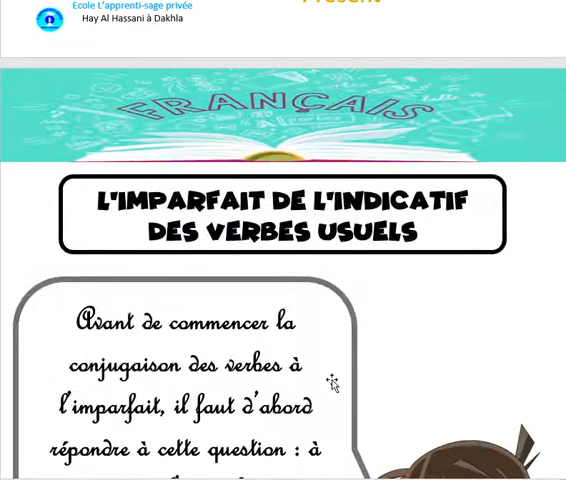 Ecole L'apprenti-sage privée
Hay Al Hassani à Dakhla
FRANÇAIS
L'IMPARFAIT DE L'INDICATIF
DES VERBES USUELS
Avant de commencer la
conjugaison des verbes à
l'imparfait, il faut d'abord
répondre à cette question : à